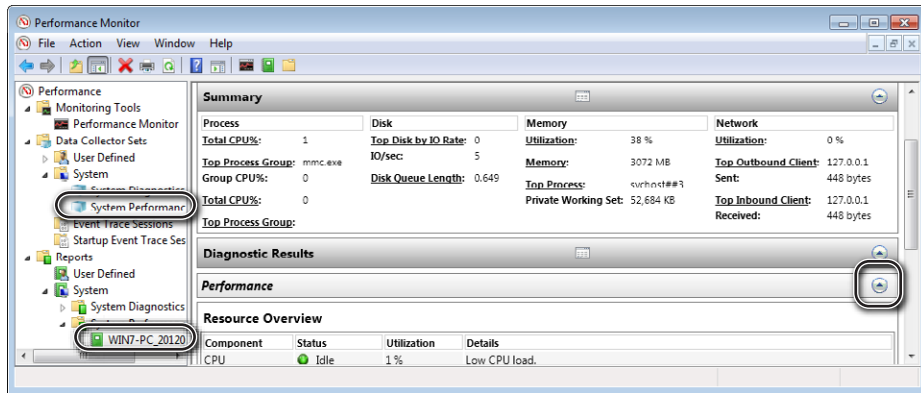 Performance Monitor
File Action View Window Help
Performance
Monitoring Tools
Performance Monitor
Data Collector Sets
User Defined
System
System Diagnostics
System Performanc
Event Trace Sessions
Startup Event Trace Ses
Reports
User Defined
System
System Diagnostics
System
WIN7-PC_20120
Summary
Process Disk Memory Network
Total CPU%: 1 Top Disk by IO Rate: 0 Utilization: 38 % Utilization: 0 %
Top Process Group: mmc.exe IO/sec: 5 Memory: 3072 MB Top Outbound Client: 127.0.0.1
Group CPU%: 0 Disk Queue Length: 0.649 Top Process: svchost##3 Sent: 448 bytes
Total CPU%: 0 Private Working Set: 52,684 KB Top Inbound Client: 127.0.0.1
Top Process Group: Received: 448 bytes
Diagnostic Results
Performance
Resource Overview
Component Status Utilization Details
CPU Idle 1 % Low CPU load.